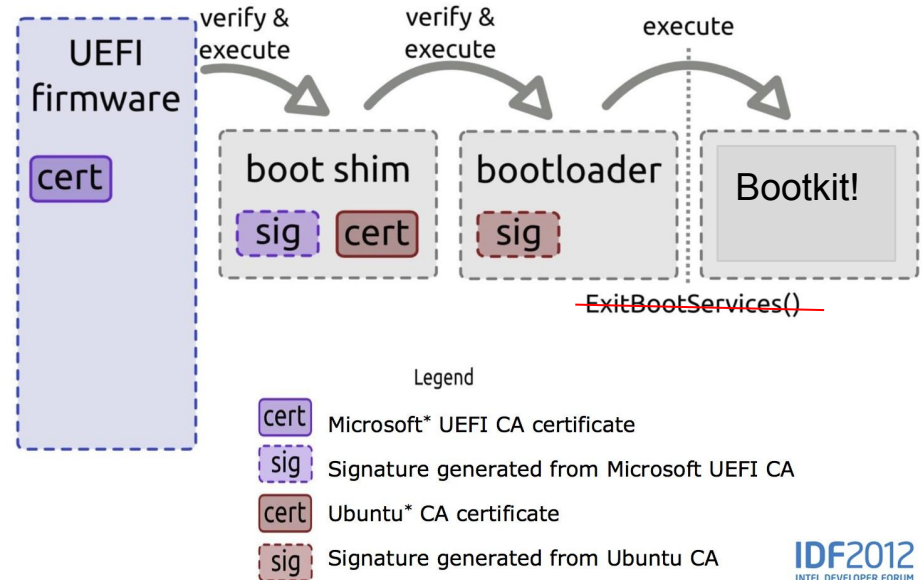 UEFI
firmware
cert
verify &
execute
verify &
execute
execute
boot shim
sig
cert
bootloader
sig
Bootkit!
ExitBootServices()
Legend
cert Microsoft* UEFI CA certificate
sig Signature generated from Microsoft UEFI CA
cert Ubuntu* CA certificate
sig Signature generated from Ubuntu CA
IDF2012
INTEL DEVELOPER FORUM